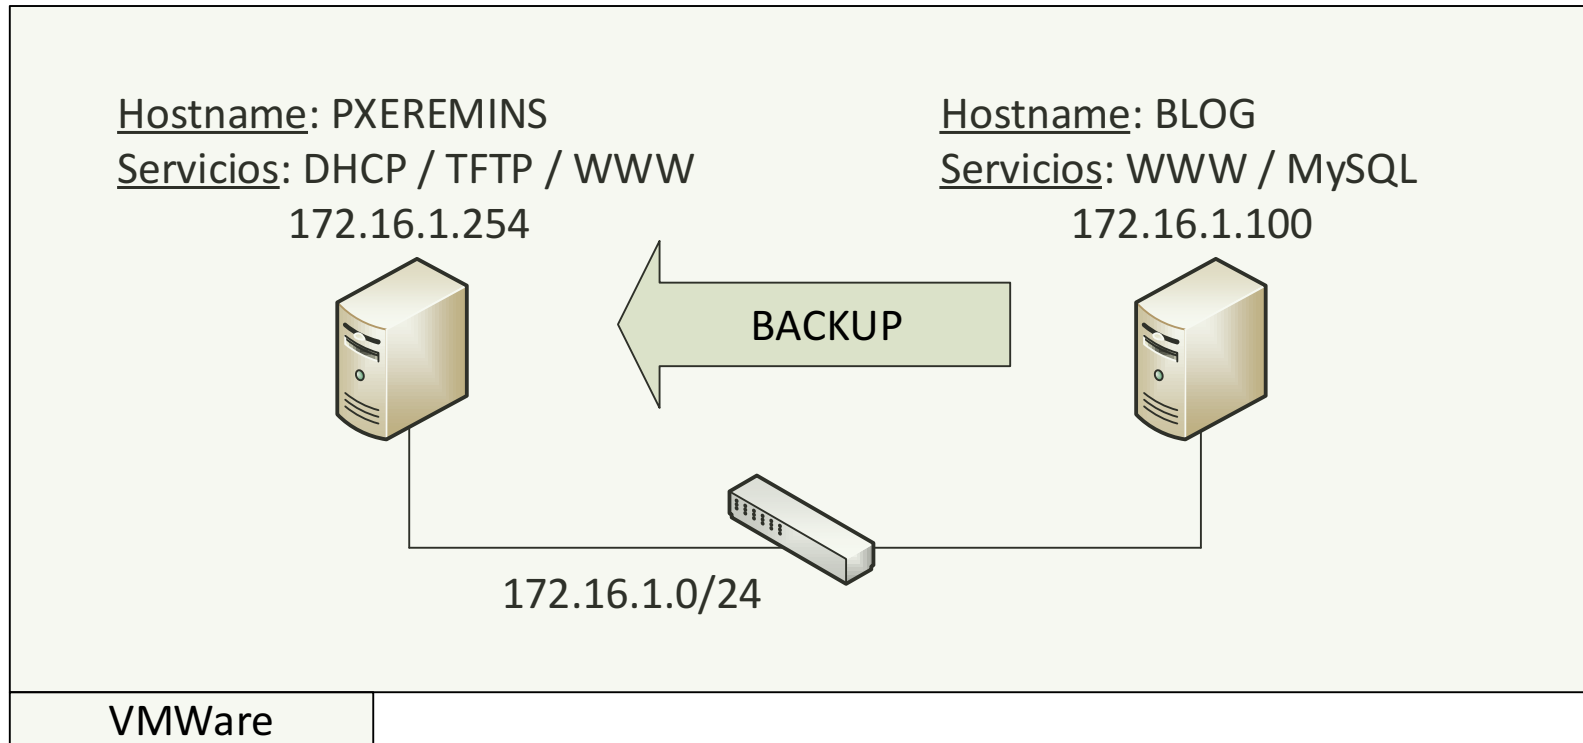 Hostname: PXEREMINS
Servicios: DHCP / TFTP / WWW
172.16.1.254
Hostname: BLOG
Servicios: WWW / MySQL
172.16.1.100
BACKUP
172.16.1.0/24
VMWare